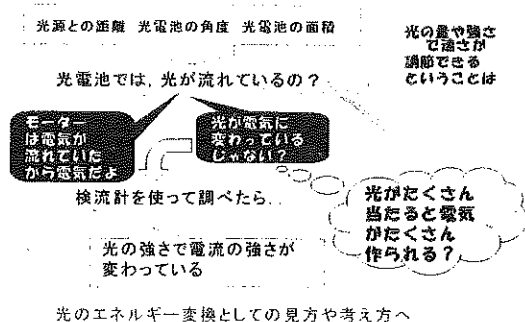 光源との距離 光電池の角度 光電池の面積
光の量や強さ
で速さが
調節できる
ということは
光電池では，光が流れているの？
モーター
は電気が
流れていた
から電気だよ
光が電気に
変わっている
じゃない？
検流計を使って調べたら…
光がたくさん
当たると電気
がたくさん
作られる？
光の強さで電流の強さが
変わっている
光のエネルギー変換としての見方や考え方へ